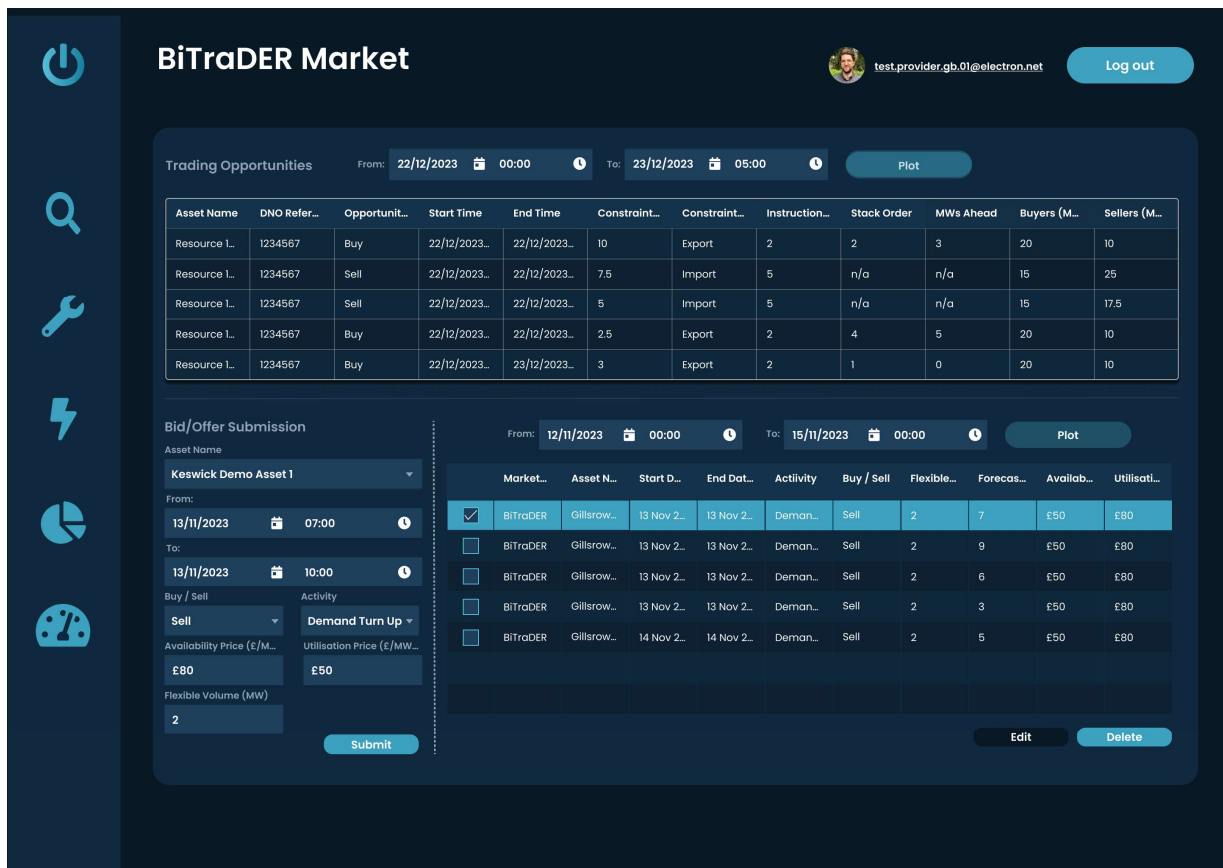 BiTraDER Market
test.provider.gb.01@electron.net
Log out
Trading Opportunities From: 22/12/2023 00:00 To: 23/12/2023 05:00 Plot
Asset Name DNO Refer... Opportunit... Start Time End Time Constraint... Constraint... Instruction... Stack Order MWs Ahead Buyers (M... Sellers (M...
Resource 1... 1234567 Buy 22/12/2023... 22/12/2023... 10 Export 2 2 3 20 10
Resource 1... 1234567 Sell 22/12/2023... 22/12/2023... 7.5 Import 5 n/a n/a 15 25
Resource 1... 1234567 Sell 22/12/2023... 22/12/2023... 5 Import 5 n/a n/a 15 17.5
Resource 1... 1234567 Buy 22/12/2023... 22/12/2023... 2.5 Export 2 4 5 20 10
Resource 1... 1234567 Buy 22/12/2023... 23/12/2023... 3 Export 2 1 0 20 10
Bid/Offer Submission
Asset Name
Keswick Demo Asset 1
From:
13/11/2023 07:00
To:
13/11/2023 10:00
Buy / Sell Activity
Sell Demand Turn Up
Availability Price (£/M... Utilisation Price (£/MW...
£80 £50
Flexible Volume (MW)
2
Submit
From: 12/11/2023 00:00 To: 15/11/2023 00:00 Plot
Market... Asset N... Start D... End Dat... Actiivity Buy / Sell Flexible... Forecas... Availab... Utilisati...
BiTraDER Gillsrow... 13 Nov 2... 13 Nov 2... Deman... Sell 2 7 £50 £80
BiTraDER Gillsrow... 13 Nov 2... 13 Nov 2... Deman... Sell 2 9 £50 £80
BiTraDER Gillsrow... 13 Nov 2... 13 Nov 2... Deman... Sell 2 6 £50 £80
BiTraDER Gillsrow... 13 Nov 2... 13 Nov 2... Deman... Sell 2 3 £50 £80
BiTraDER Gillsrow... 14 Nov 2... 14 Nov 2... Deman... Sell 2 5 £50 £80
Edit Delete